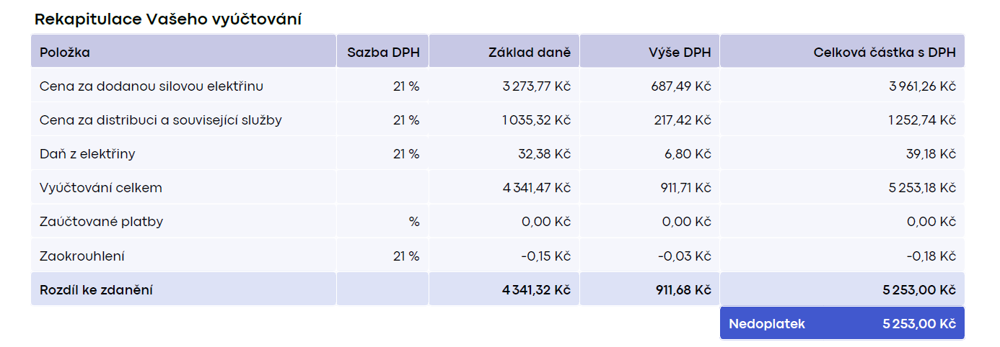 Rekapitulace Vašeho vyúčtování
Položka Sazba DPH Základ daně Výše DPH Celková částka s DPH
Cena za dodanou silovou elektřinu 21 % 3 273,77 Kč 687,49 Kč 3 961,26 Kč
Cena za distribuci a související služby 21 % 1 035,32 Kč 217,42 Kč 1 252,74 Kč
Daň z elektřiny 21 % 32,38 Kč 6,80 Kč 39,18 Kč
Vyúčtování celkem 4 341,47 Kč 911,71 Kč 5 253,18 Kč
Zaúčtované platby % 0,00 Kč 0,00 Kč 0,00 Kč
Zaokrouhlení 21 % -0,15 Kč -0,03 Kč -0,18 Kč
Rozdíl ke zdanění 4 341,32 Kč 911,68 Kč 5 253,00 Kč
Nedoplatek 5 253,00 Kč